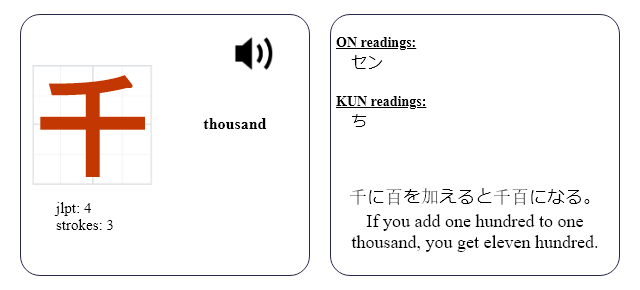 千
thousand
jlpt: 4
strokes: 3
ON readings:
セン
KUN readings:
ち
千に百を加えると千百になる。
If you add one hundred to one
thousand, you get eleven hundred.